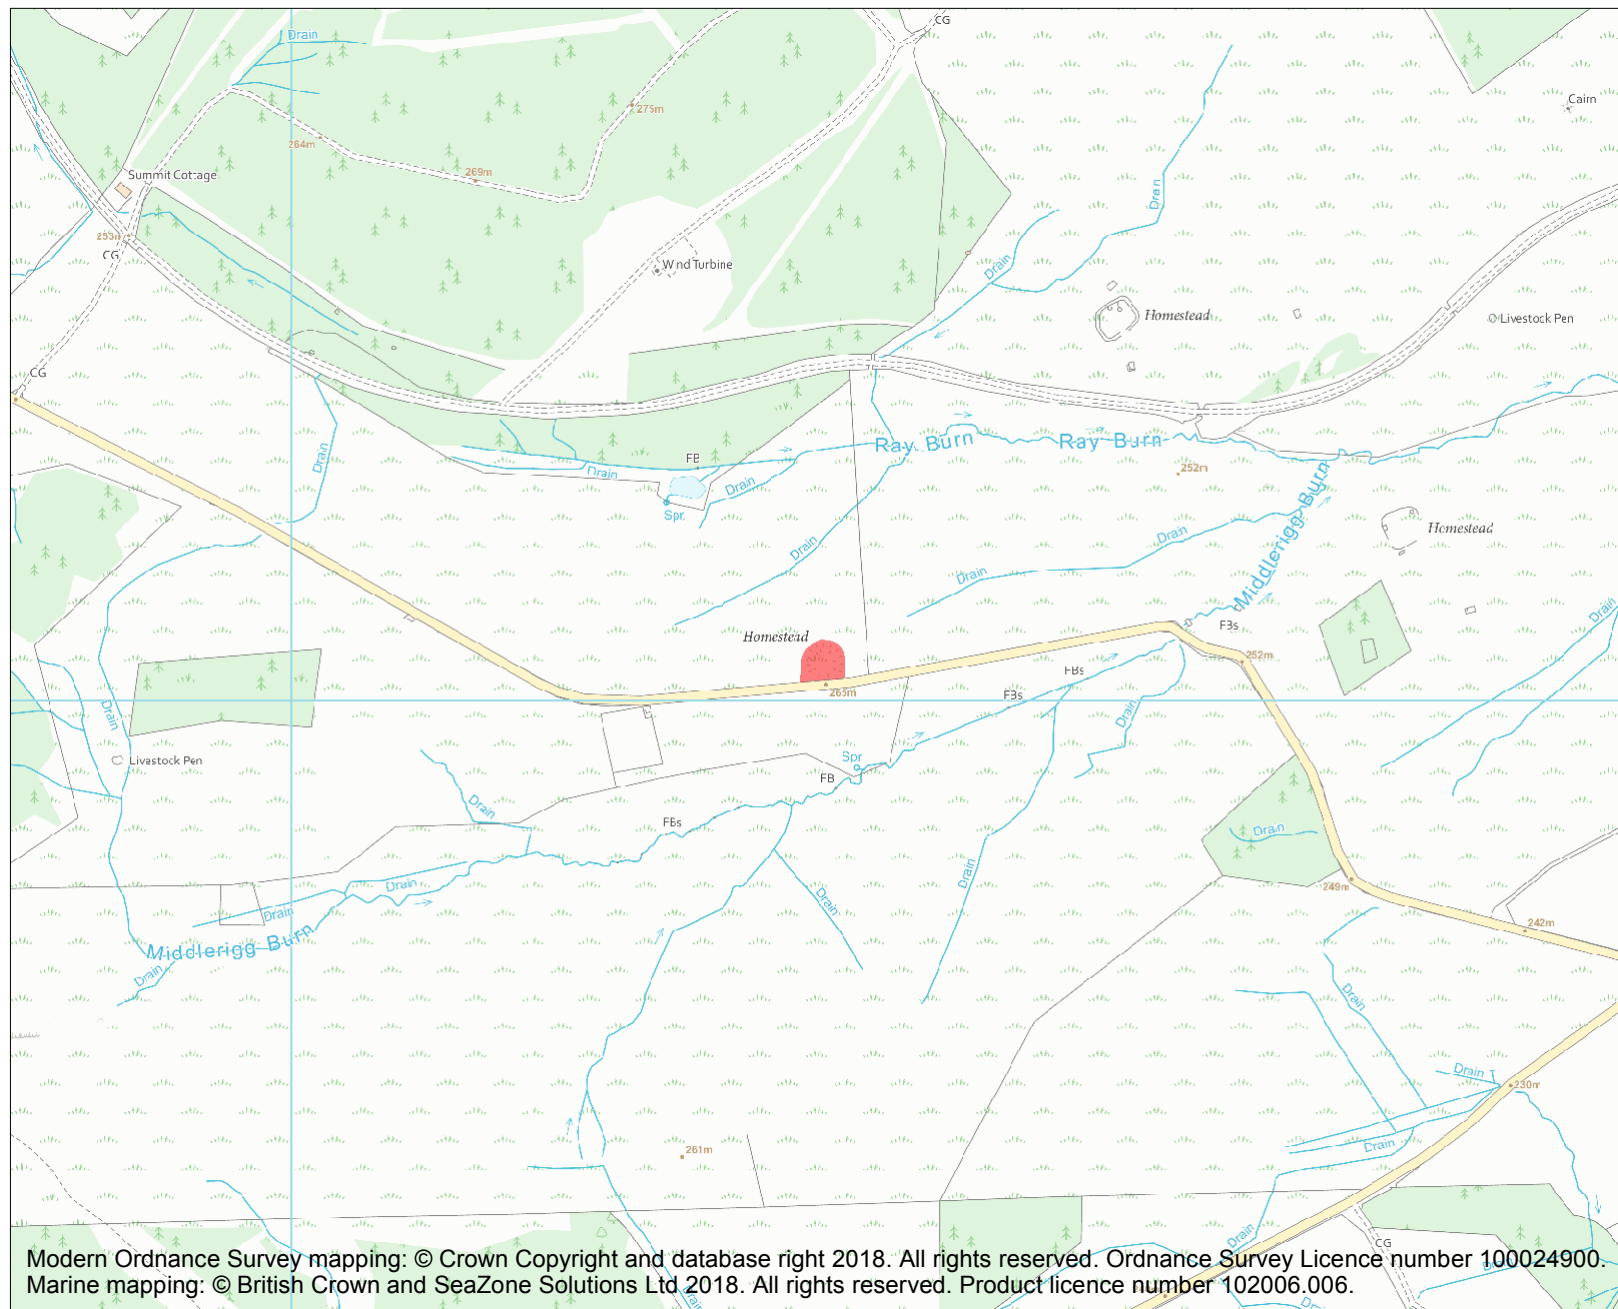 CG
Drain
Cairn
275m
264m
Summit Cottage
269m
Drain
253m
CG
Wind Turbine
Drain
Homestead
Livestock Pen
CG
Ray Burn
Ray Burn
Drain
FB
252m
Drain
Drain
Spr
Middlerigg Burn
Homestead
Drain
Drain
Drain
Drain
FBs
Homestead
252m
FBs
265m
FBs
Drain
Drain
Spr
Livestock Pen
FB
Drain
FBs
Drain
Drain
249m
Drain
Drain
Drain
242m
Middlerigg Burn
Drain
Drain
Drain
230m
261m
Drain
Drain
CG
Modern Ordnance Survey mapping: © Crown Copyright and database right 2018. All rights reserved. Ordnance Survey Licence number 100024900.
Marine mapping: © British Crown and SeaZone Solutions Ltd 2018. All rights reserved. Product licence number 102006.006.
Drain
Drain
Drain